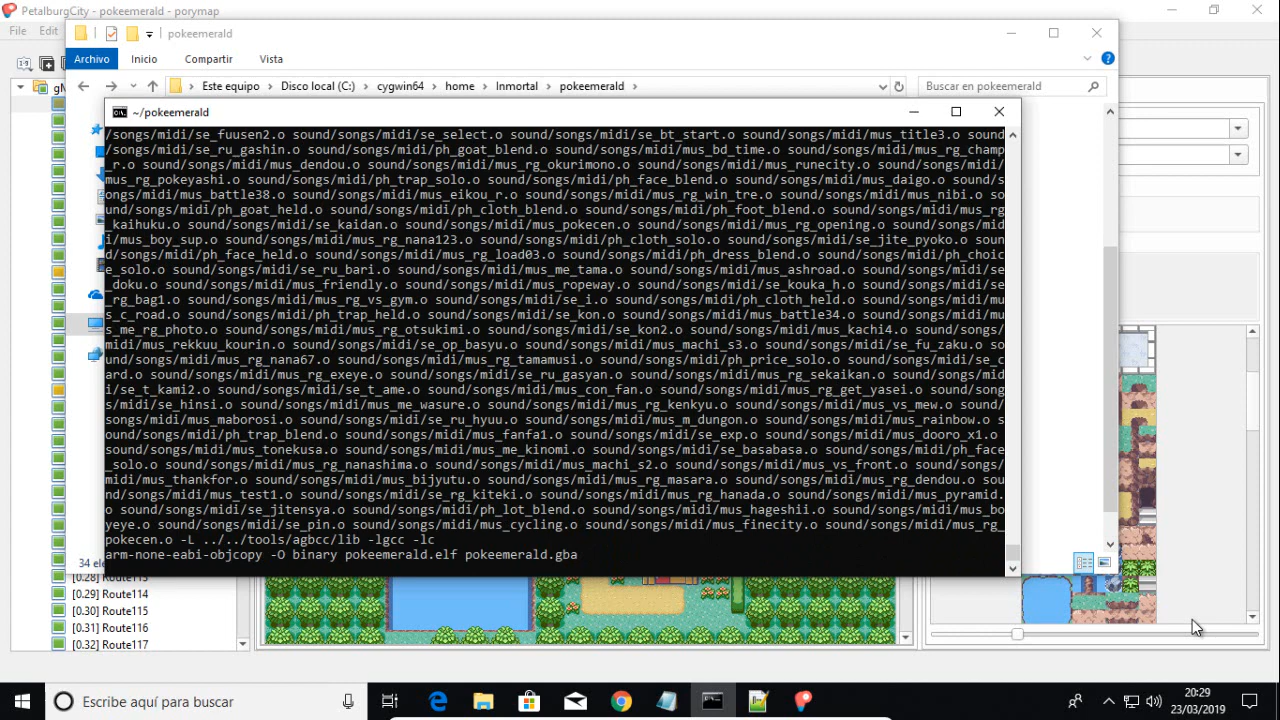 PetalburgCity - pokeemerald - porymap
File Edit
pokeemerald
Archivo Inicio Compartir Vista
Este equipo Disco local (C:) cygwin64 home Inmortal pokeemerald
Buscar en pokeemerald
~/pokeemerald
/songs/midi/se_fuusen2.o sound/songs/midi/se_select.o sound/songs/midi/se_bt_start.o sound/songs/midi/mus_title3.o sound
/songs/midi/se_ru_gashin.o sound/songs/midi/ph_goat_blend.o sound/songs/midi/mus_bd_time.o sound/songs/midi/mus_rg_champ
_r.o sound/songs/midi/mus_dendou.o sound/songs/midi/mus_rg_okurimono.o sound/songs/midi/mus_runecity.o sound/songs/midi/
mus_rg_pokeyashi.o sound/songs/midi/ph_trap_solo.o sound/songs/midi/ph_face_blend.o sound/songs/midi/mus_daigo.o sound/s
ongs/midi/mus_battle38.o sound/songs/midi/mus_eikou_r.o sound/songs/midi/mus_rg_win_tre.o sound/songs/midi/mus_nibi.o so
und/songs/midi/ph_goat_held.o sound/songs/midi/ph_cloth_blend.o sound/songs/midi/ph_foot_blend.o sound/songs/midi/mus_rg
_kaihuku.o sound/songs/midi/se_kaidan.o sound/songs/midi/mus_pokecen.o sound/songs/midi/mus_rg_opening.o sound/songs/mid
i/mus_boy_sup.o sound/songs/midi/mus_rg_nana123.o sound/songs/midi/ph_cloth_solo.o sound/songs/midi/se_jite_pyoko.o soun
d/songs/midi/ph_face_held.o sound/songs/midi/mus_rg_load03.o sound/songs/midi/ph_dress_blend.o sound/songs/midi/ph_choic
e_solo.o sound/songs/midi/se_ru_bari.o sound/songs/midi/mus_me_tama.o sound/songs/midi/mus_ashroad.o sound/songs/midi/se
_doku.o sound/songs/midi/mus_friendly.o sound/songs/midi/mus_ropeway.o sound/songs/midi/se_kouka_h.o sound/songs/midi/mu
s_rg_bag1.o sound/songs/midi/mus_rg_vs_gym.o sound/songs/midi/se_i.o sound/songs/midi/ph_cloth_held.o sound/songs/midi/mu
s_c_road.o sound/songs/midi/ph_trap_held.o sound/songs/midi/se_kon.o sound/songs/midi/mus_battle34.o sound/songs/midi/mu
s_me_rg_photo.o sound/songs/midi/mus_rg_otsukimi.o sound/songs/midi/se_kon2.o sound/songs/midi/mus_kachi4.o sound/songs/
midi/mus_rekkuu_kourin.o sound/songs/midi/se_op_basyu.o sound/songs/midi/mus_machi_s3.o sound/songs/midi/se_fu_zaku.o so
und/songs/midi/mus_rg_nana67.o sound/songs/midi/mus_rg_tamamusi.o sound/songs/midi/ph_price_solo.o sound/songs/midi/se_c
ard.o sound/songs/midi/mus_rg_exeye.o sound/songs/midi/se_ru_gasyan.o sound/songs/midi/mus_rg_sekaikan.o sound/songs/mid
i/se_t_kami2.o sound/songs/midi/se_t_ame.o sound/songs/midi/mus_con_fan.o sound/songs/midi/mus_rg_get_yasei.o sound/song
s/midi/se_hinsi.o sound/songs/midi/mus_me_wasure.o sound/songs/midi/mus_rg_kenkyu.o sound/songs/midi/mus_vs_mew.o sound/
songs/midi/mus_maborosi.o sound/songs/midi/se_ru_hyuu.o sound/songs/midi/mus_m_dungon.o sound/songs/midi/mus_rainbow.o s
ound/songs/midi/ph_trap_blend.o sound/songs/midi/mus_fanfa1.o sound/songs/midi/se_exp.o sound/songs/midi/mus_dooro_x1.o
sound/songs/midi/mus_tonekusa.o sound/songs/midi/mus_me_kinomi.o sound/songs/midi/se_basabasa.o sound/songs/midi/ph_face
_solo.o sound/songs/midi/mus_rg_nanashima.o sound/songs/midi/mus_machi_s2.o sound/songs/midi/mus_vs_front.o sound/songs/
midi/mus_thankfor.o sound/songs/midi/mus_bijyutu.o sound/songs/midi/mus_rg_masara.o sound/songs/midi/mus_rg_dendou.o sou
nd/songs/midi/mus_test1.o sound/songs/midi/se_rg_kiteki.o sound/songs/midi/mus_rg_handa.o sound/songs/midi/mus_pyramid.
o sound/songs/midi/se_jitensya.o sound/songs/midi/ph_lot_blend.o sound/songs/midi/mus_hageshii.o sound/songs/midi/mus_bo
yeye.o sound/songs/midi/se_pin.o sound/songs/midi/mus_cycling.o sound/songs/midi/mus_finecity.o sound/songs/midi/mus_rg_
pokecen.o -L ../../tools/agbcc/lib -lgcc -lc
arm-none-eabi-objcopy -O binary pokeemerald.elf pokeemerald.gba
34 ele
[0.28] Route113
[0.29] Route114
[0.30] Route115
[0.31] Route116
[0.32] Route117
Escribe aquí para buscar
20:29
23/03/2019